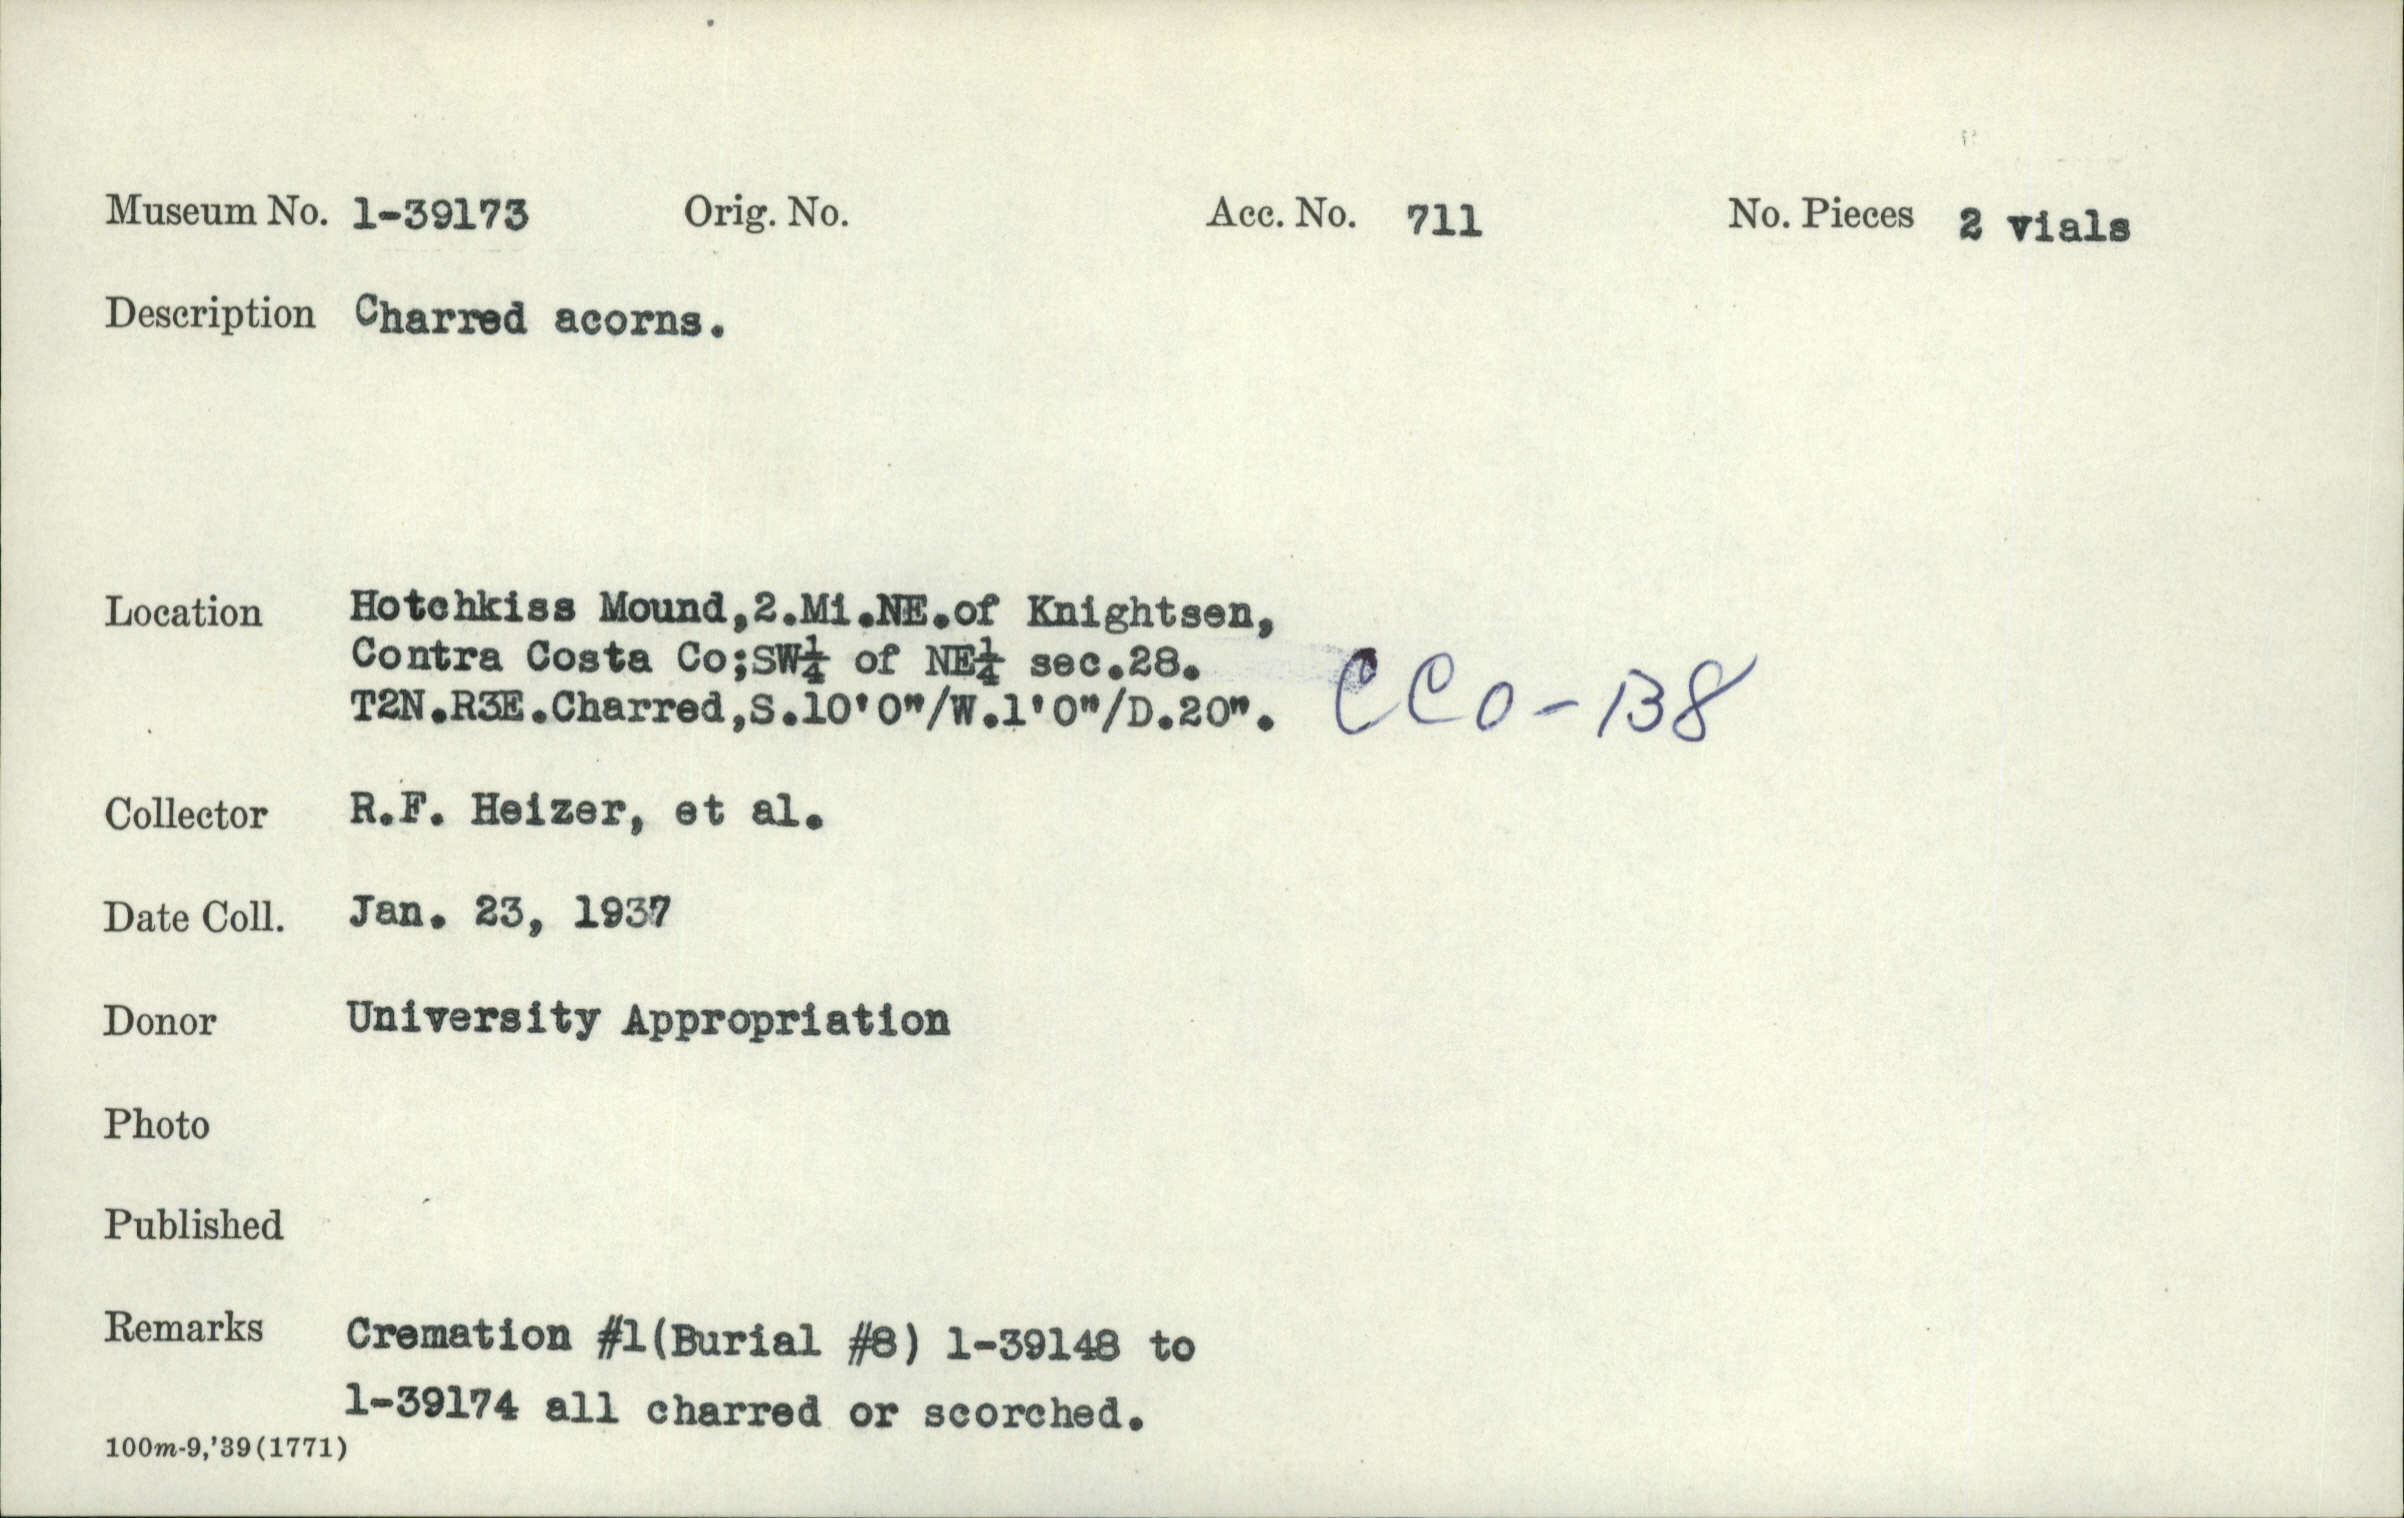 Museum No. 1-39173 Orig. No. Acc. No. 711 No. Pieces 2 vials
Description Charred acorns.
Location Hotchkiss Mound,2.Mi.NE.of Knightsen,
Contra Costa Co;SW¼ of NE¼ sec.28.
T2N.R3E.Charred,S.10'0"/W.1'0"/D.20". CCo-138
Collector R.F. Heizer, et al.
Date Coll. Jan. 23, 1937
Donor University Appropriation
Photo
Published
Remarks Cremation #1(Burial #8) 1-39148 to
1-39174 all charred or scorched.
100m-9,'39(1771)